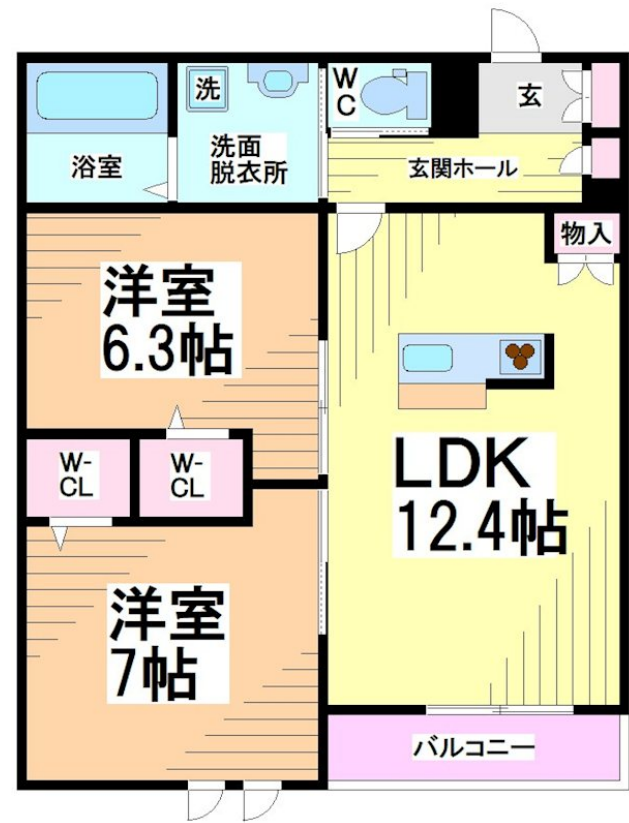 W
C
玄
洗
浴室
洗面
脱衣所
玄関ホール
物入
洋室
6.3帖
W-
CL
W-
CL
LDK
12.4帖
洋室
7帖
バルコニー